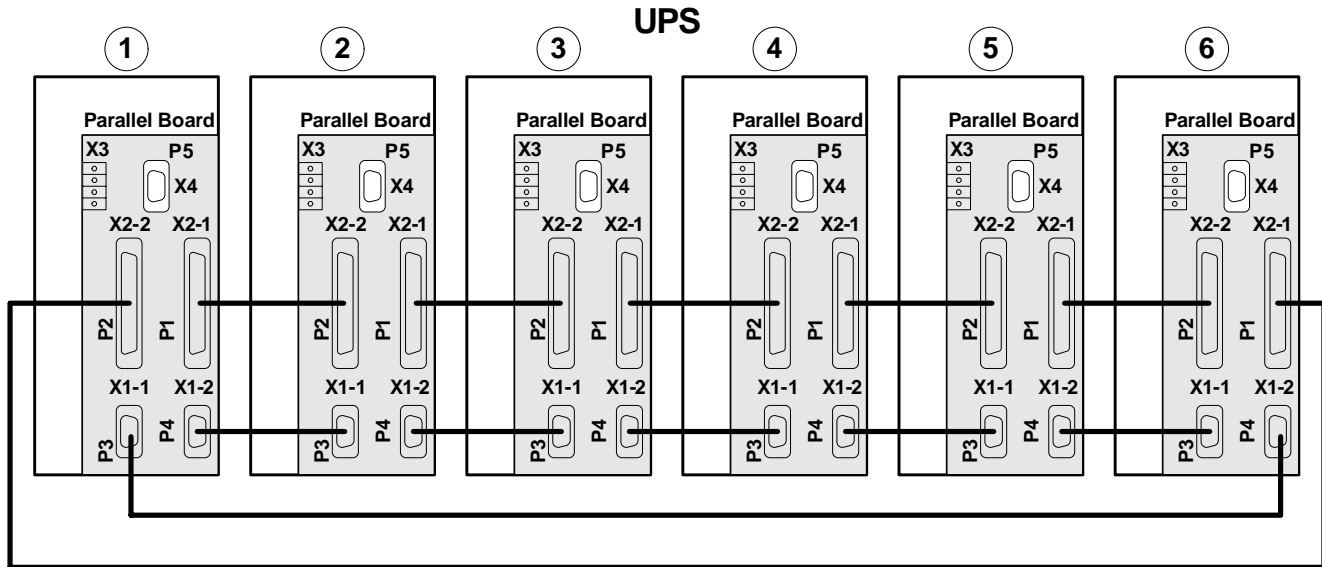 UPS
1 2 3 4 5 6
Parallel Board Parallel Board Parallel Board Parallel Board Parallel Board Parallel Board
X3 P5 X3 P5 X3 P5 X3 P5 X3 P5 X3 P5
X4 X4 X4 X4 X4 X4
X2-2 X2-1 X2-2 X2-1 X2-2 X2-1 X2-2 X2-1 X2-2 X2-1 X2-2 X2-1
P2 P1 P2 P1 P2 P1 P2 P1 P2 P1 P2 P1
X1-1 X1-2 X1-1 X1-2 X1-1 X1-2 X1-1 X1-2 X1-1 X1-2 X1-1 X1-2
P3 P4 P3 P4 P3 P4 P3 P4 P3 P4 P3 P4